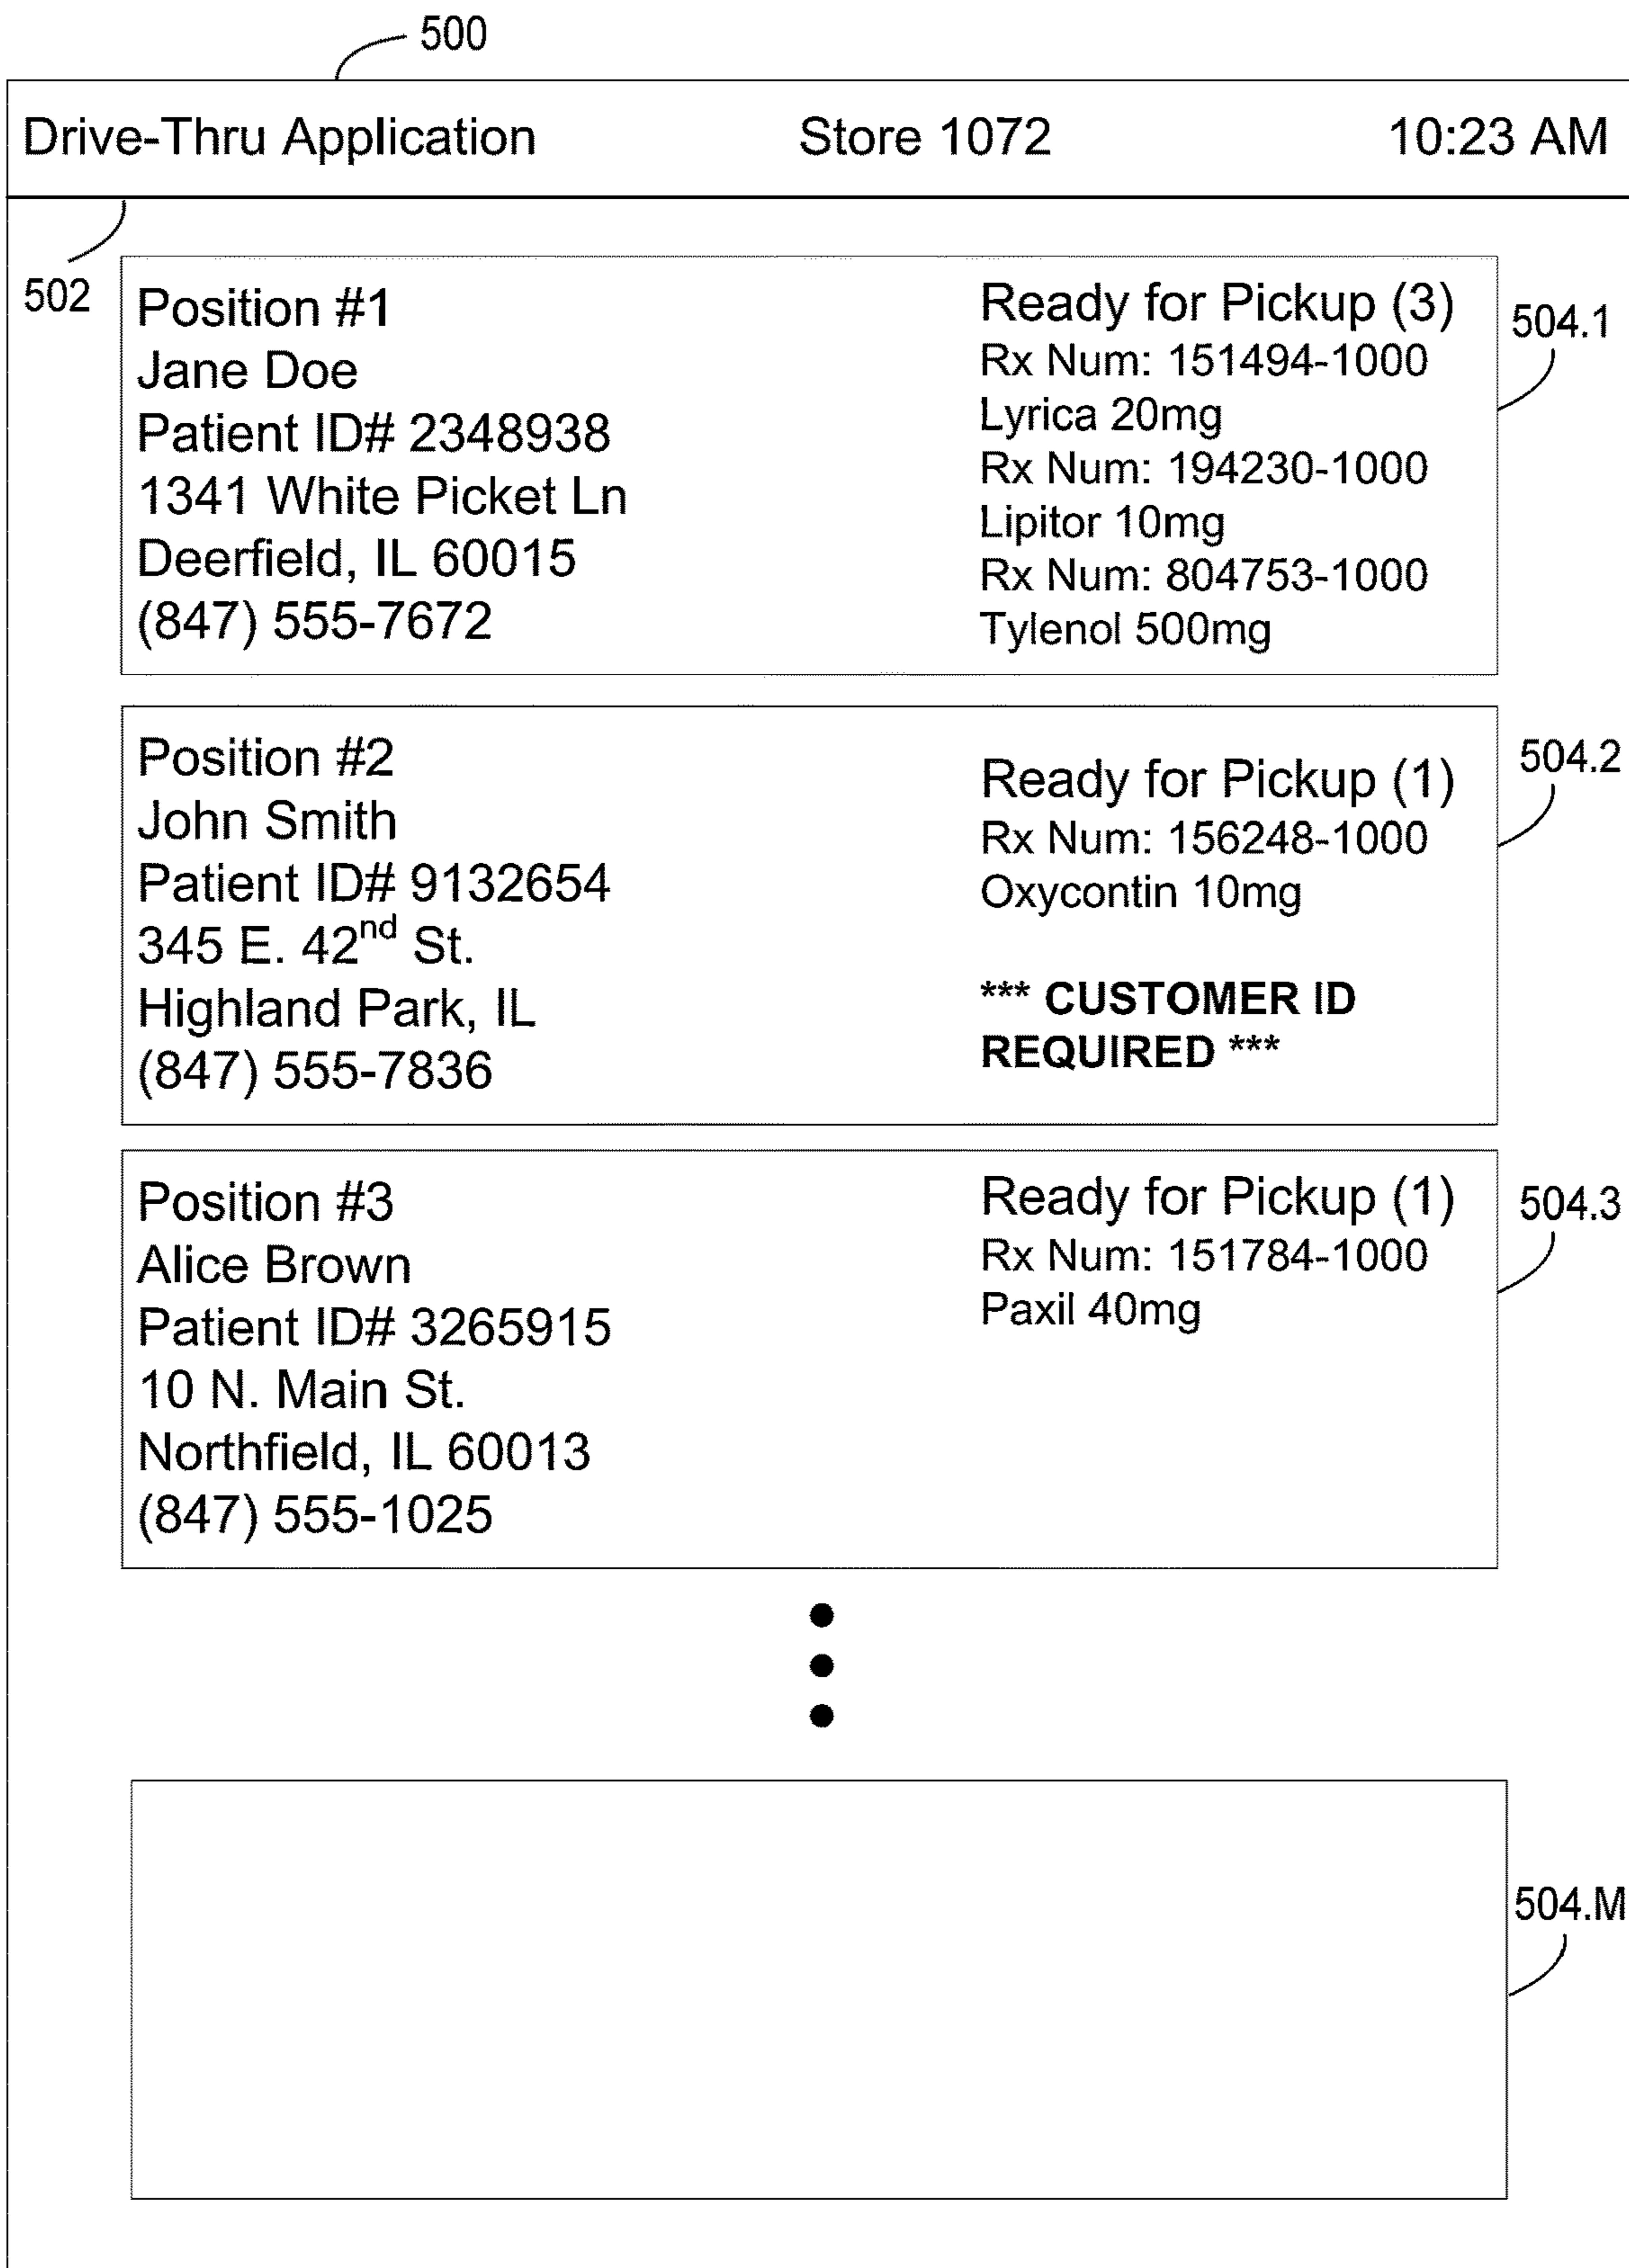 500
Drive-Thru Application Store 1072 10:23 AM
502
Position #1
Jane Doe
Patient ID# 2348938
1341 White Picket Ln
Deerfield, IL 60015
(847) 555-7672
Ready for Pickup (3)
Rx Num: 151494-1000
Lyrica 20mg
Rx Num: 194230-1000
Lipitor 10mg
Rx Num: 804753-1000
Tylenol 500mg
504.1
Position #2
John Smith
Patient ID# 9132654
345 E. 42nd St.
Highland Park, IL
(847) 555-7836
Ready for Pickup (1)
Rx Num: 156248-1000
Oxycontin 10mg
*** CUSTOMER ID
REQUIRED ***
504.2
Position #3
Alice Brown
Patient ID# 3265915
10 N. Main St.
Northfield, IL 60013
(847) 555-1025
Ready for Pickup (1)
Rx Num: 151784-1000
Paxil 40mg
504.3
504.M